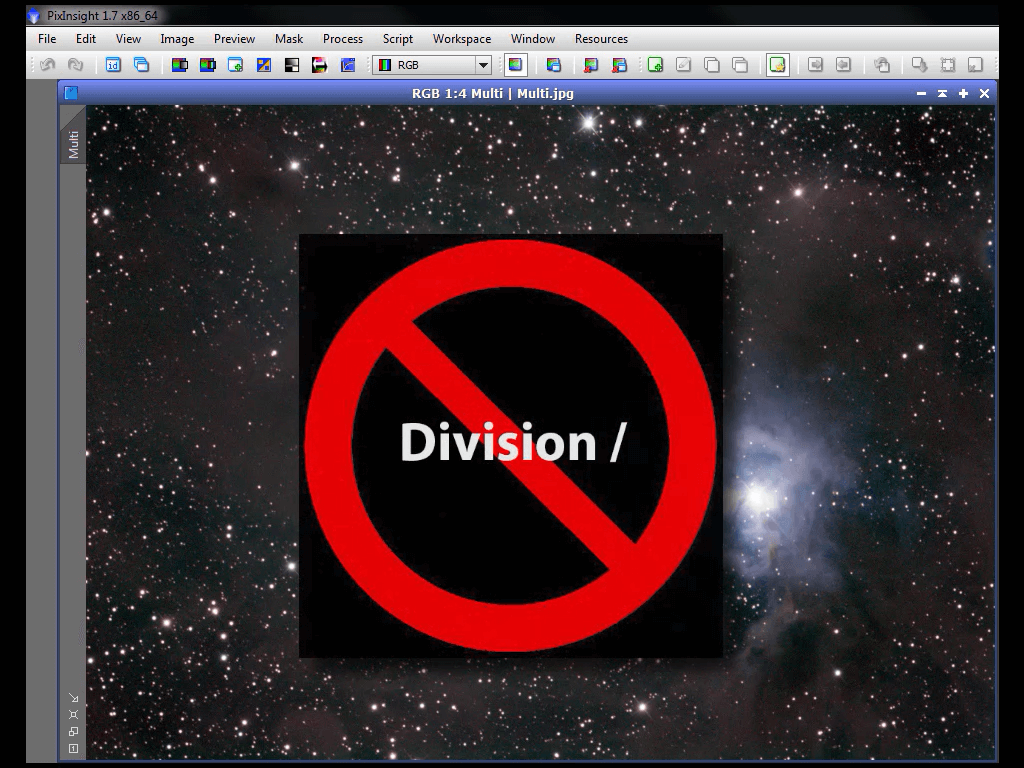 PixInsight 1.7 x86_64
File Edit View Image Preview Mask Process Script Workspace Window Resources
id RGB
RGB 1:4 Multi | Multi.jpg
Multi
Division /